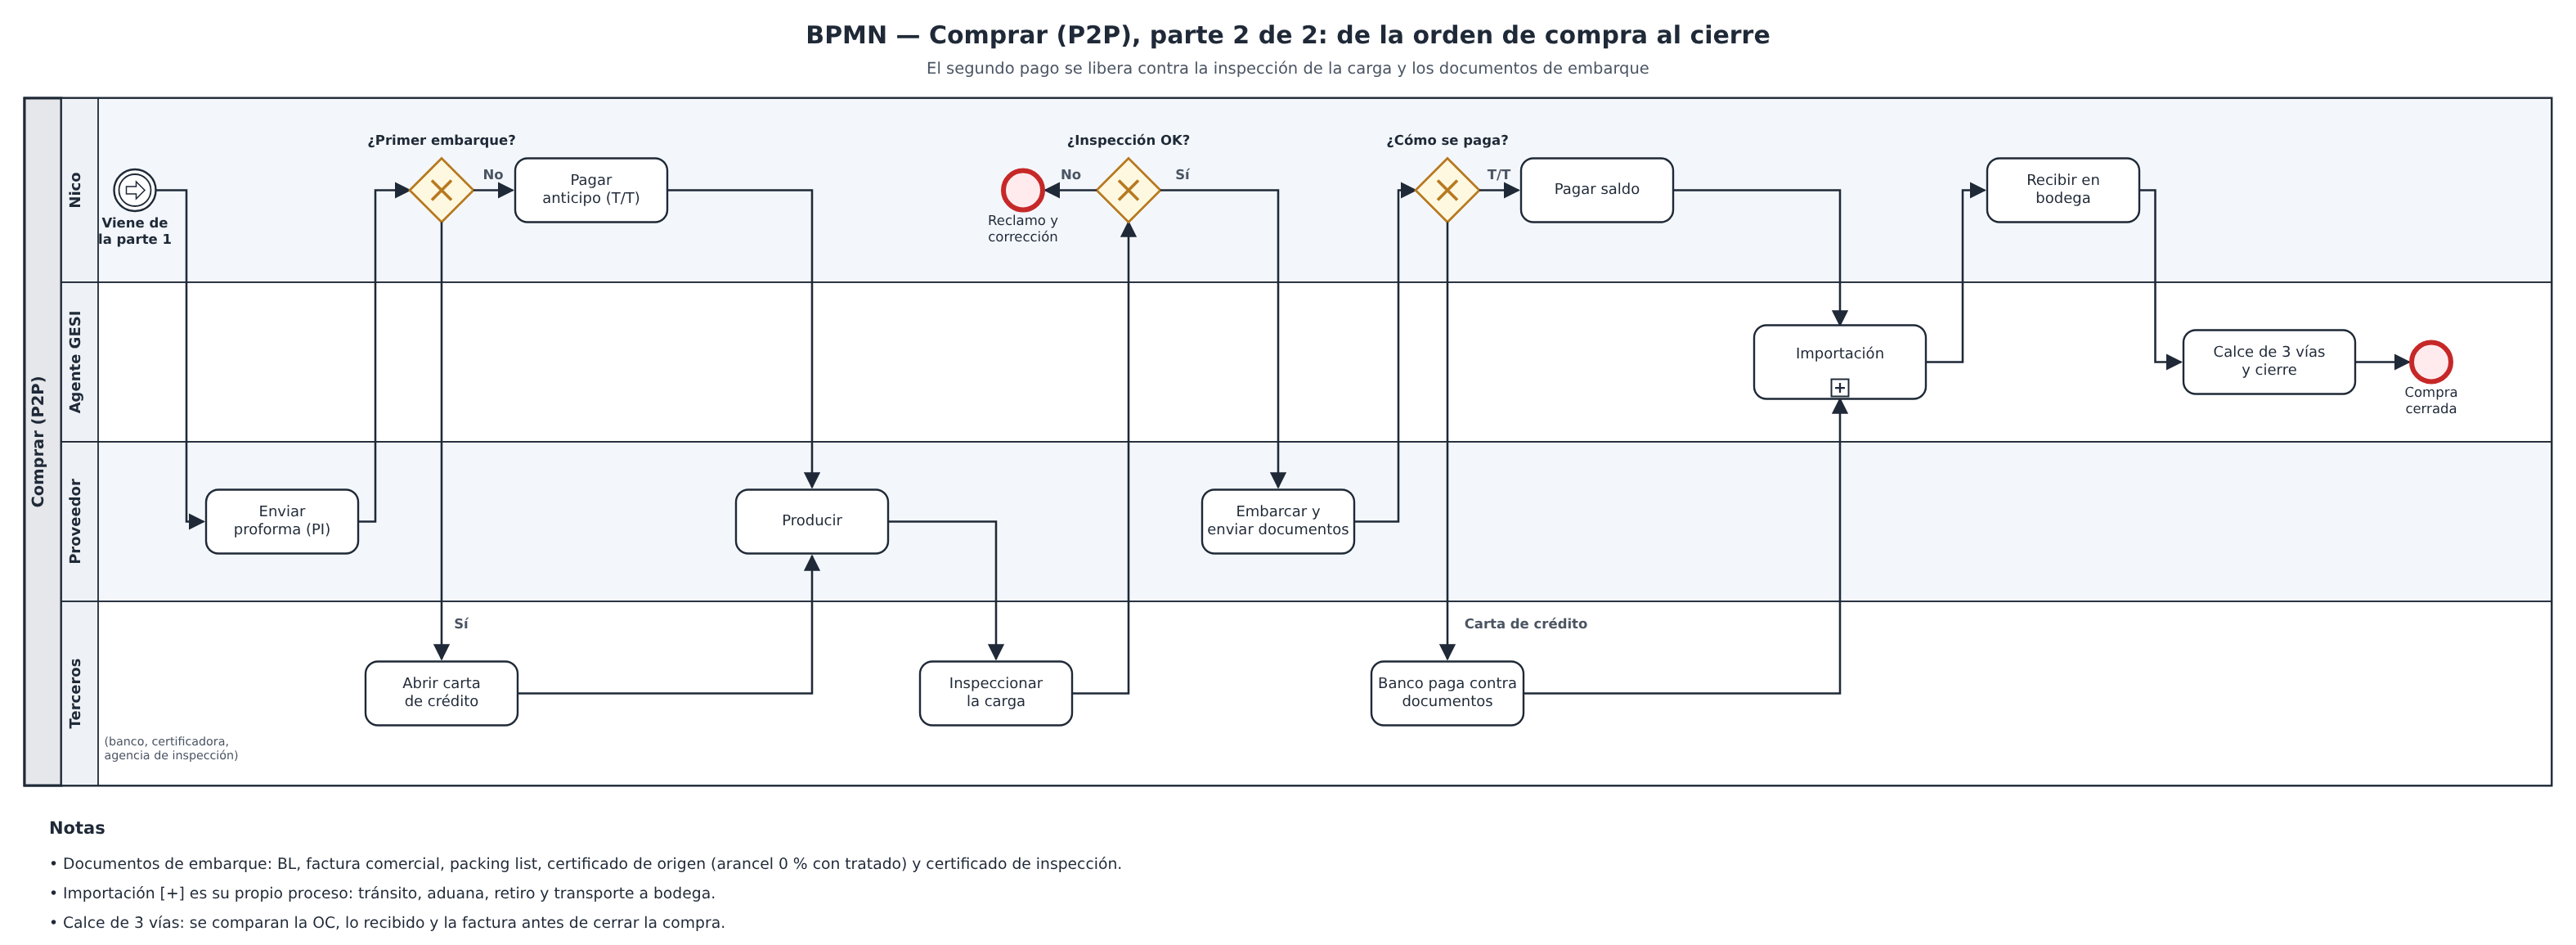 BPMN — Comprar (P2P), parte 2 de 2: de la orden de compra al cierre
El segundo pago se libera contra la inspección de la carga y los documentos de embarque
Comprar (P2P)
Nico
Viene de
la parte 1
¿Primer embarque?
No
Pagar
anticipo (T/T)
Reclamo y
corrección
No
¿Inspección OK?
Sí
¿Cómo se paga?
T/T
Pagar saldo
Recibir en
bodega
Agente GESI
Importación
Calce de 3 vías
y cierre
Compra
cerrada
Proveedor
Enviar
proforma (PI)
Producir
Embarcar y
enviar documentos
Terceros
(banco, certificadora,
agencia de inspección)
Sí
Abrir carta
de crédito
Inspeccionar
la carga
Carta de crédito
Banco paga contra
documentos
Notas
• Documentos de embarque: BL, factura comercial, packing list, certificado de origen (arancel 0 % con tratado) y certificado de inspección.
• Importación [+] es su propio proceso: tránsito, aduana, retiro y transporte a bodega.
• Calce de 3 vías: se comparan la OC, lo recibido y la factura antes de cerrar la compra.